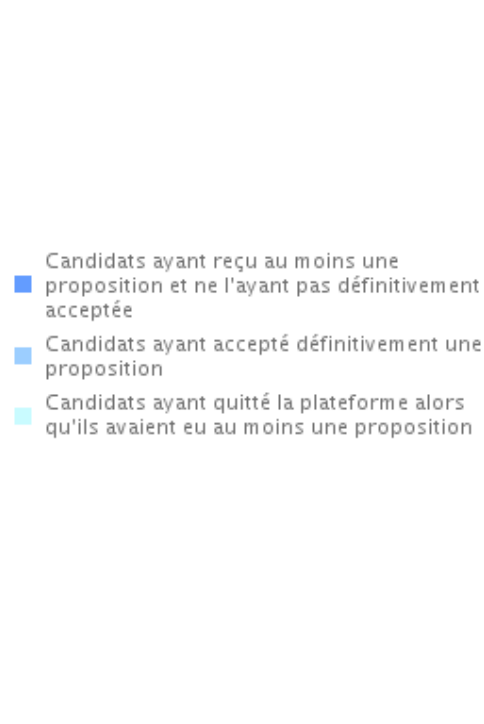 Candidats ayant reçu au moins une
proposition et ne l'ayant pas définitivement
acceptée
Candidats ayant accepté définitivement une
proposition
Candidats ayant quitté la plateforme alors
qu'ils avaient eu au moins une proposition